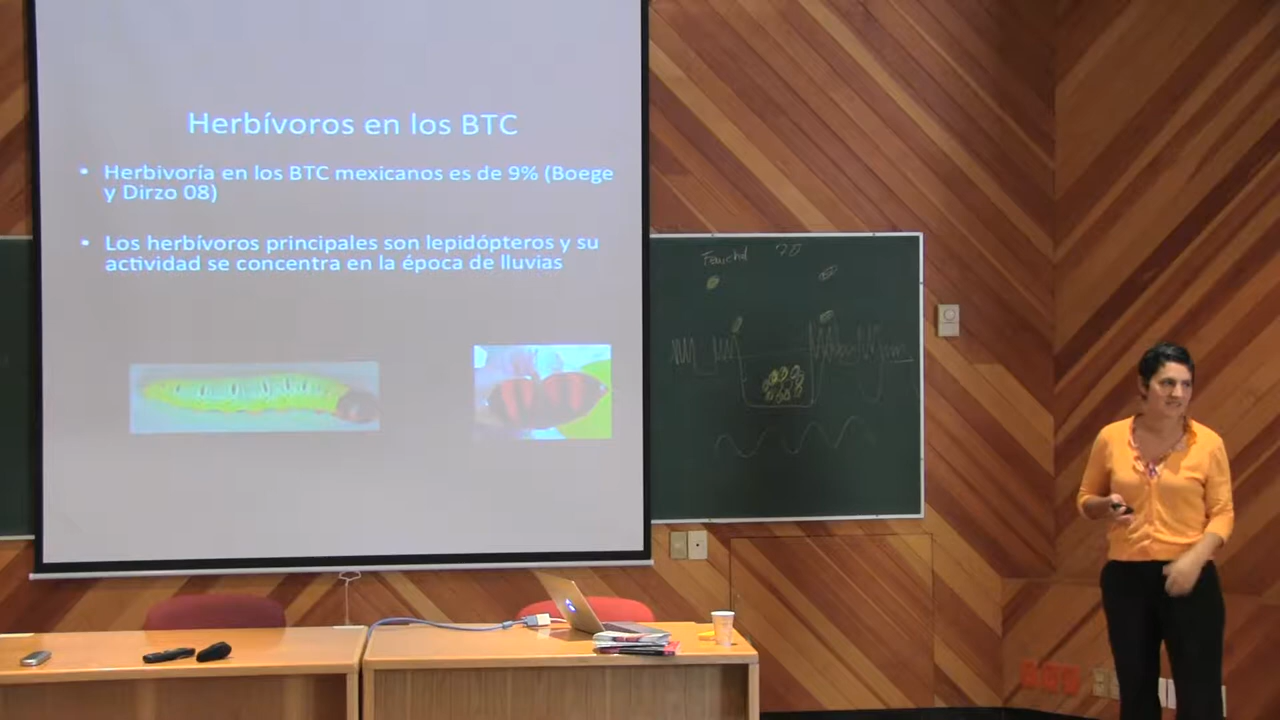 Herbívoros en los BTC
• Herbivoría en los BTC mexicanos es de 9% (Boege
y Dirzo 08)
• Los herbívoros principales son lepidópteros y su
actividad se concentra en la época de lluvias